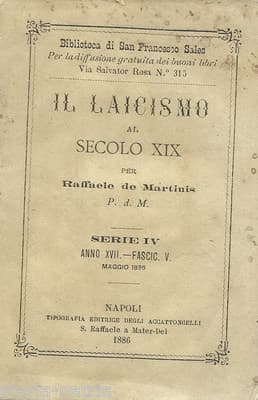 Biblioteca di San Francesco Sales
Per la diffusione gratuita dei buoni libri
Via Salvator Rosa N.° 315
IL LAICISMO
AL
SECOLO XIX
PER
Raffaele de Martinis
P. d. M.
SERIE IV
ANNO XVII.—FASCIC. V.
MAGGIO 1886
NAPOLI
TIPOGRAFIA EDITRICE DEGLI ACCATTONCELLI
S. Raffaele a Mater-Dei
1886